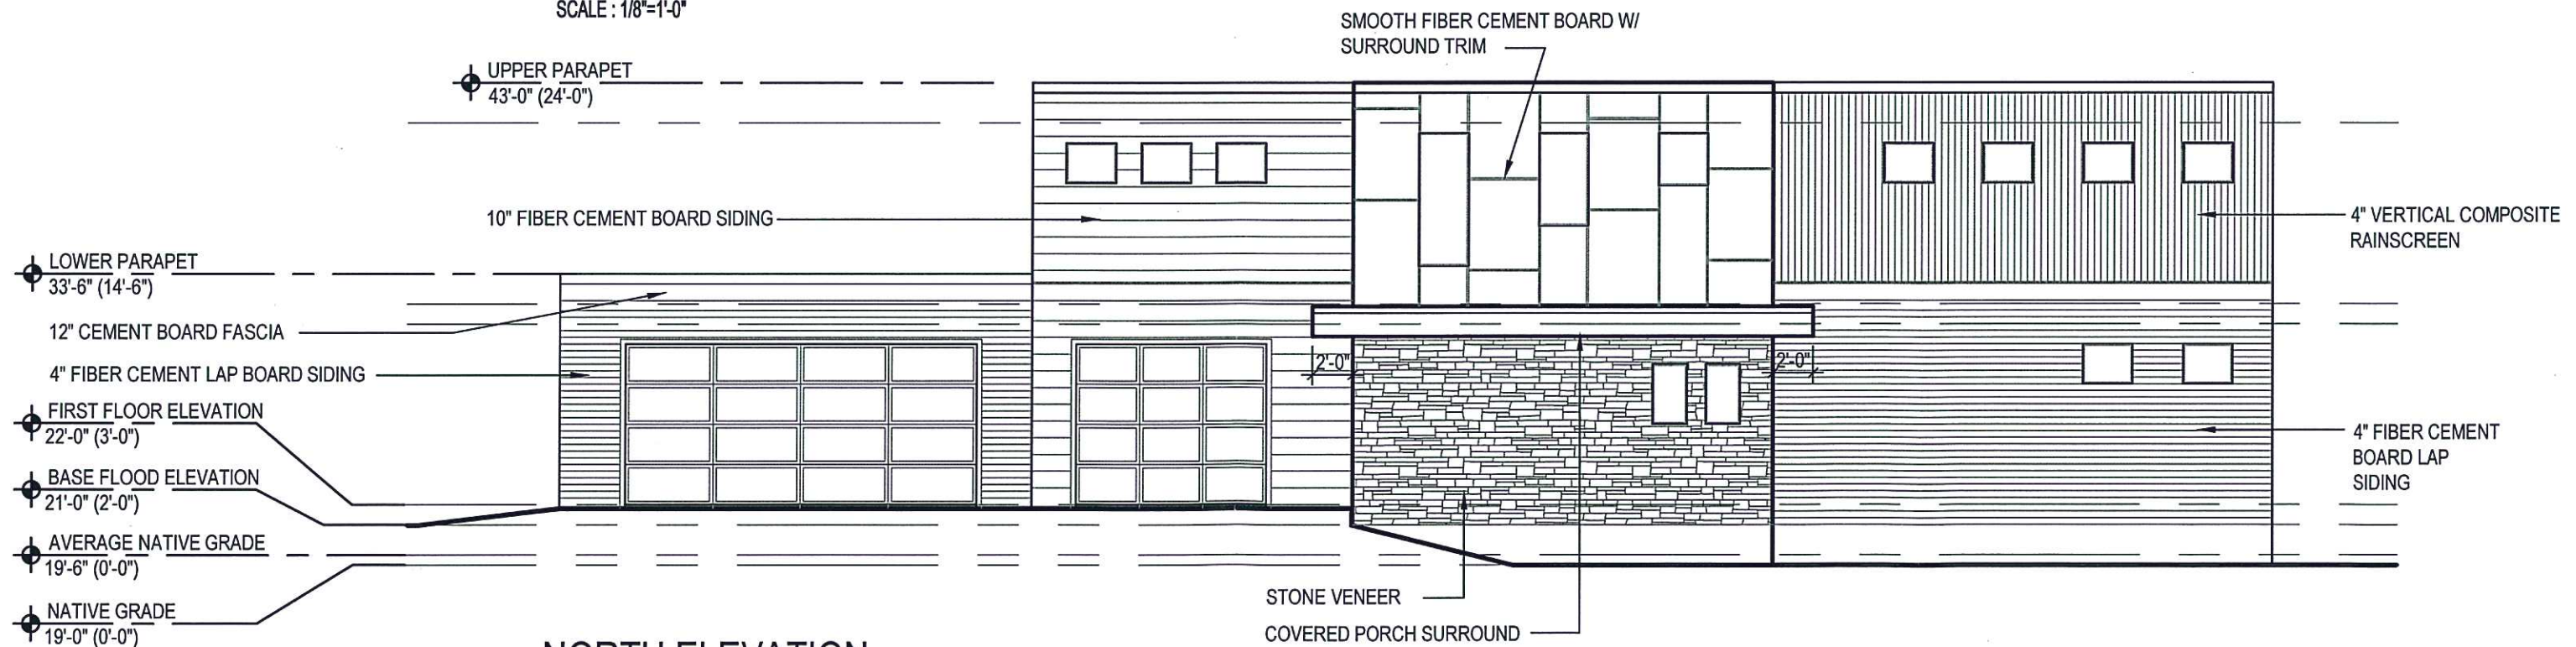 SCALE : 1/8"=1'-0"
SMOOTH FIBER CEMENT BOARD W/
SURROUND TRIM
UPPER PARAPET
43'-0" (24'-0")
10" FIBER CEMENT BOARD SIDING
4" VERTICAL COMPOSITE
RAINSCREEN
LOWER PARAPET
33'-6" (14'-6")
12" CEMENT BOARD FASCIA
4" FIBER CEMENT LAP BOARD SIDING
2'-0"
2'-0"
FIRST FLOOR ELEVATION
22'-0" (3'-0")
4" FIBER CEMENT
BOARD LAP
SIDING
BASE FLOOD ELEVATION
21'-0" (2'-0")
AVERAGE NATIVE GRADE
19'-6" (0'-0")
STONE VENEER
NATIVE GRADE
19'-0" (0'-0")
COVERED PORCH SURROUND
NORTH ELEVATION